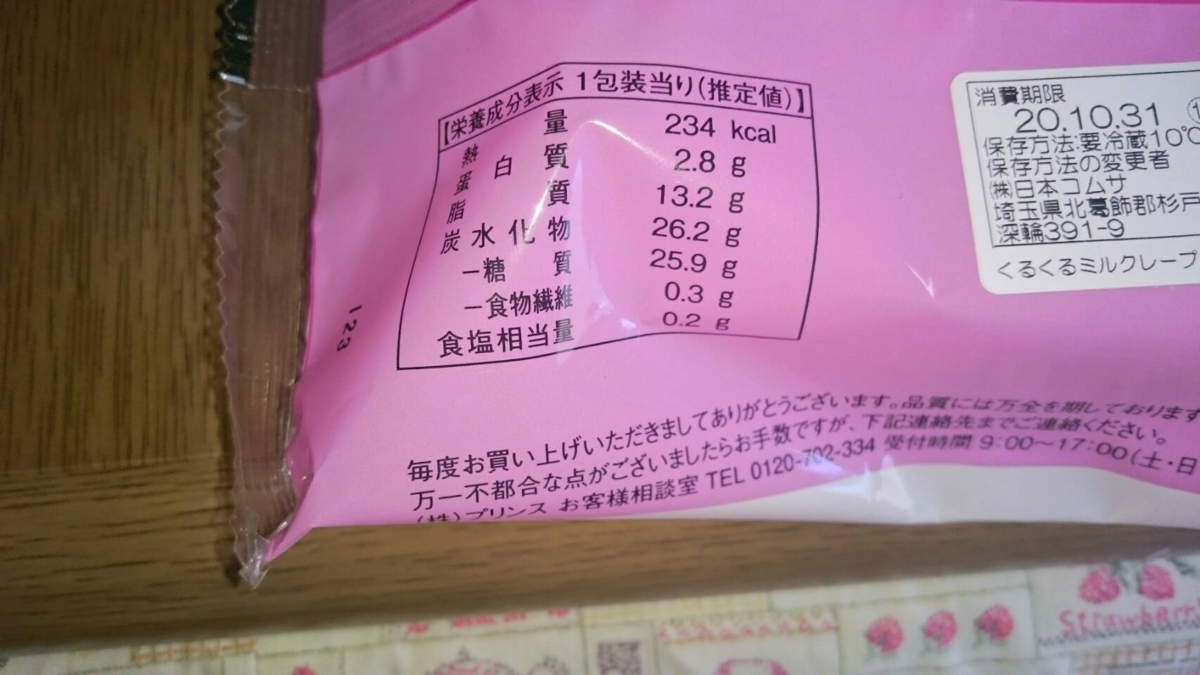 【栄養成分表示 1包装当り(推定値)】
熱量 234 kcal
蛋白質 2.8 g
脂質 13.2 g
炭水化物 26.2 g
−糖質 25.9 g
−食物繊維 0.3 g
食塩相当量 0.2 g
消費期限
20.10.31
保存方法:要冷蔵10℃
保存方法の変更者
㈱日本コムサ
埼玉県北葛飾郡杉戸
深輪391-9
くるくるミルクレープ
123
毎度お買い上げいただきましてありがとうございます。品質には万全を期しております
万一不都合な点がございましたらお手数ですが、下記連絡先までご連絡ください。
(株)プリンス お客様相談室 TEL 0120-702-334 受付時間 9:00〜17:00(土・日
Strawberr